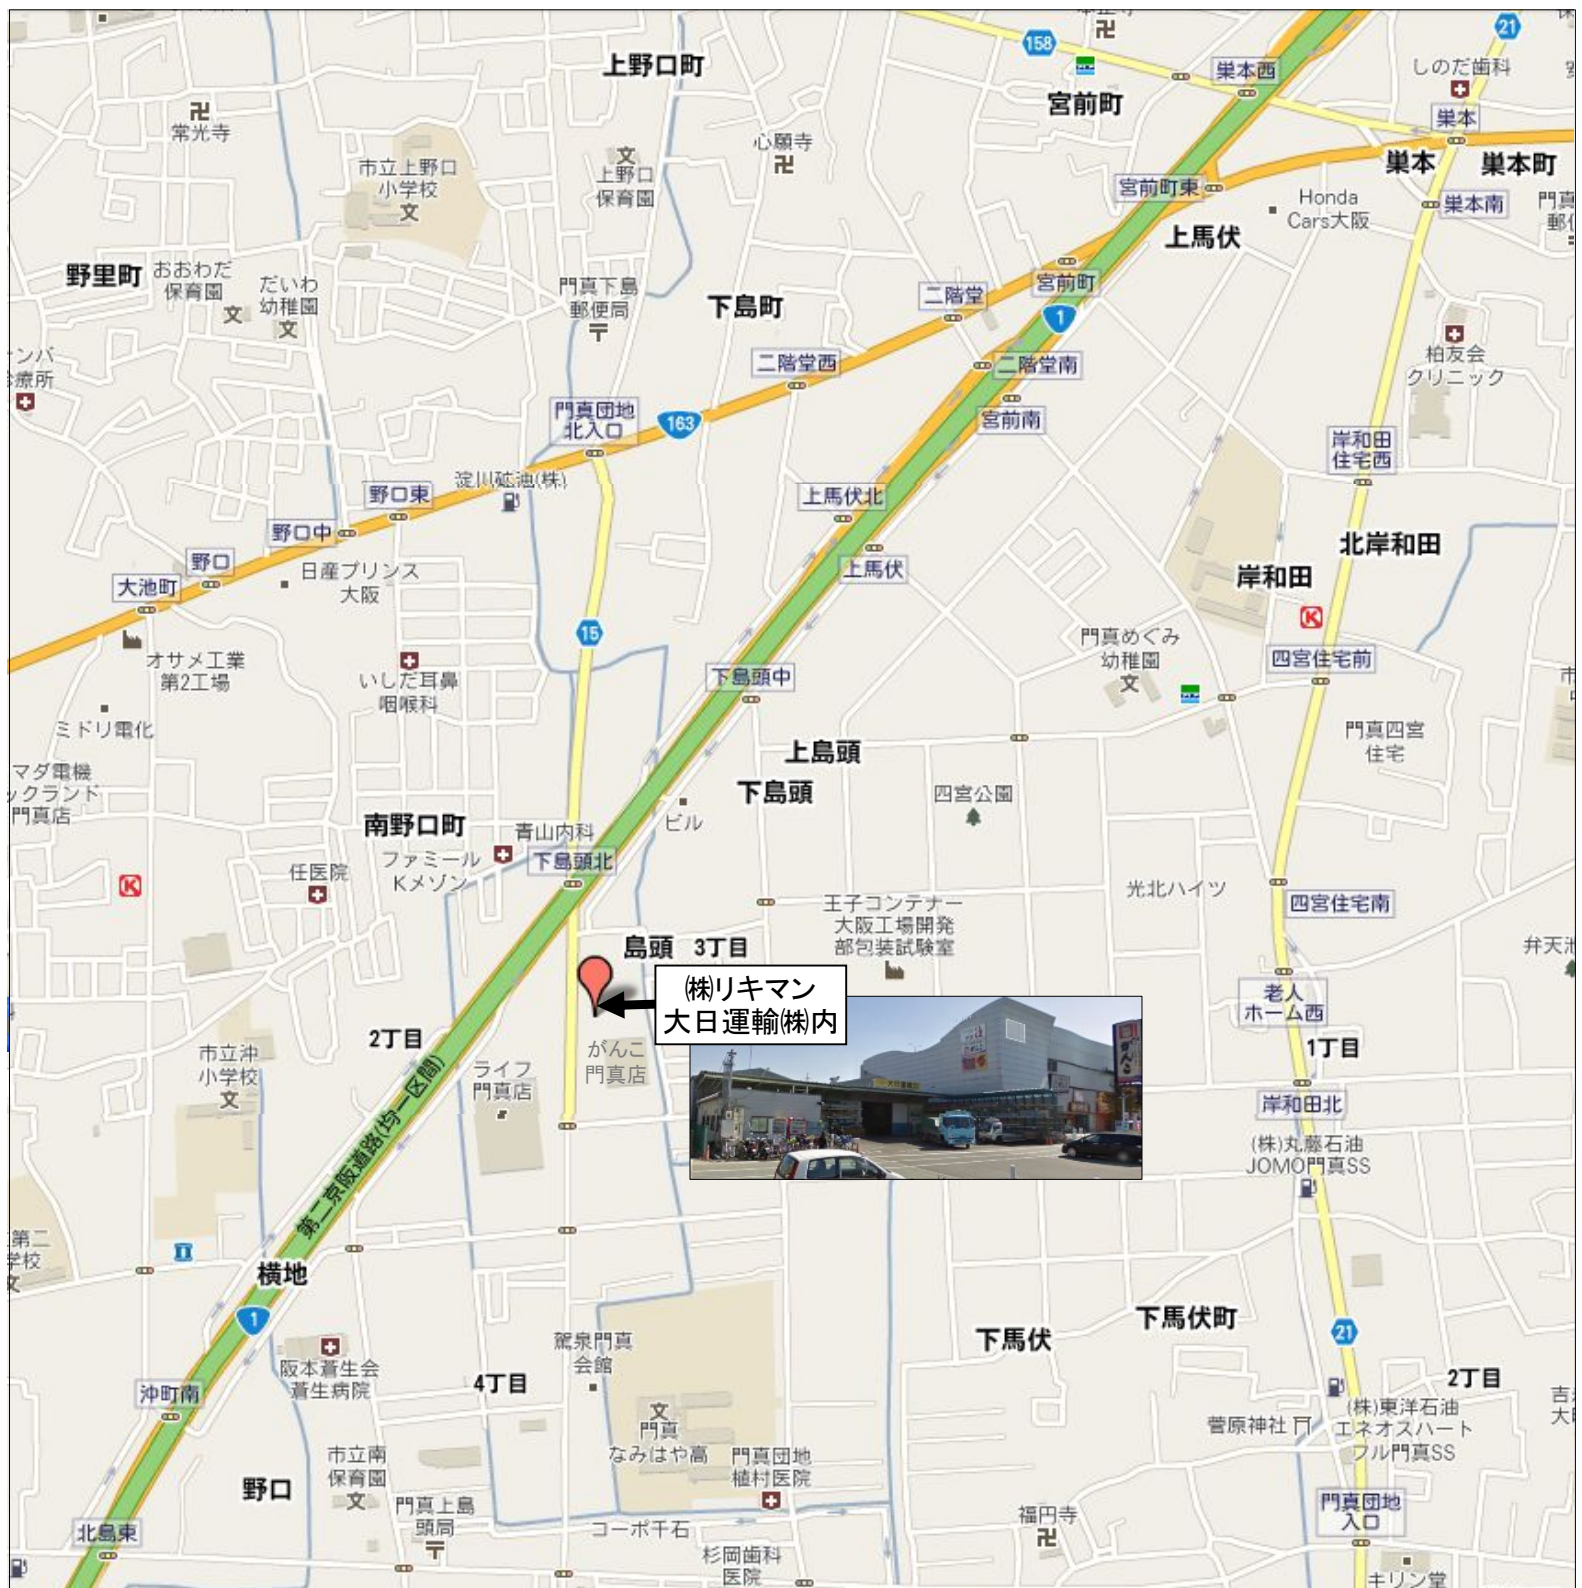 158
21
上野口町
宮前町
巣本西
しのだ歯科
巣本
常光寺
市立上野口
小学校
上野口
保育園
心願寺
巣本
巣本町
宮前町東
Honda
Cars大阪
巣本南
上馬伏
野里町
おおわだ
保育園
だいわ
幼稚園
門真下島
郵便局
下島町
二階堂
宮前町
1
二階堂西
二階堂南
柏友会
クリニック
門真団地
北入口
163
宮前南
岸和田
住宅西
淀川砿油(株)
野口東
野口中
野口
上馬伏北
上馬伏
北岸和田
岸和田
日産プリンス
大阪
大池町
15
オサメ工業
第2工場
いしだ耳鼻
咽喉科
門真めぐみ
幼稚園
四宮住宅前
下島頭中
ミドリ電化
門真四宮
住宅
上島頭
下島頭
マダ電機
ックランド
門真店
四宮公園
南野口町
青山内科
ビル
下島頭北
ファミール
Kメゾン
任医院
光北ハイツ
四宮住宅南
王子コンテナー
大阪工場開発
部包装試験室
島頭 3丁目
㈱リキマン
大日運輸㈱内
老人
ホーム西
2丁目
がんこ
門真店
ライフ
門真店
市立沖
小学校
1丁目
岸和田北
(株)丸藤石油
JOMO門真SS
第二京阪道路(均一区間)
第二
学校
横地
1
阪本蒼生会
蒼生病院
駕泉門真
会館
下馬伏
下馬伏町
21
4丁目
2丁目
沖町南
門真
なみはや高
門真団地
植村医院
菅原神社
(株)東洋石油
エネオスハート
フル門真SS
市立南
保育園
野口
門真上島
頭局
コーポ千石
福円寺
門真団地
入口
北島東
杉岡歯科
医院
キリン堂